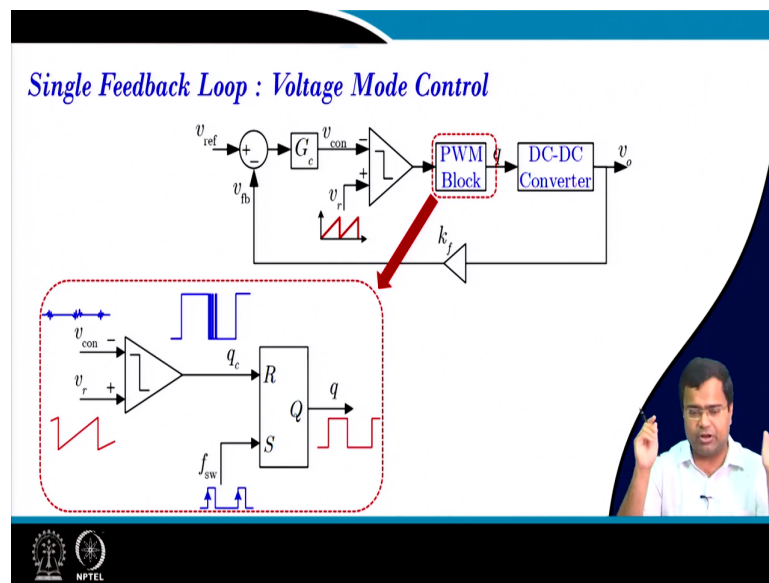 Single Feedback Loop : Voltage Mode Control
v_ref
+
−
v_fb
G_c
v_con
−
+
v_r
PWM
Block
q
DC-DC
Converter
v_o
k_f
v_con −
v_r +
q_c
R
Q
S
q
f_sw
NPTEL